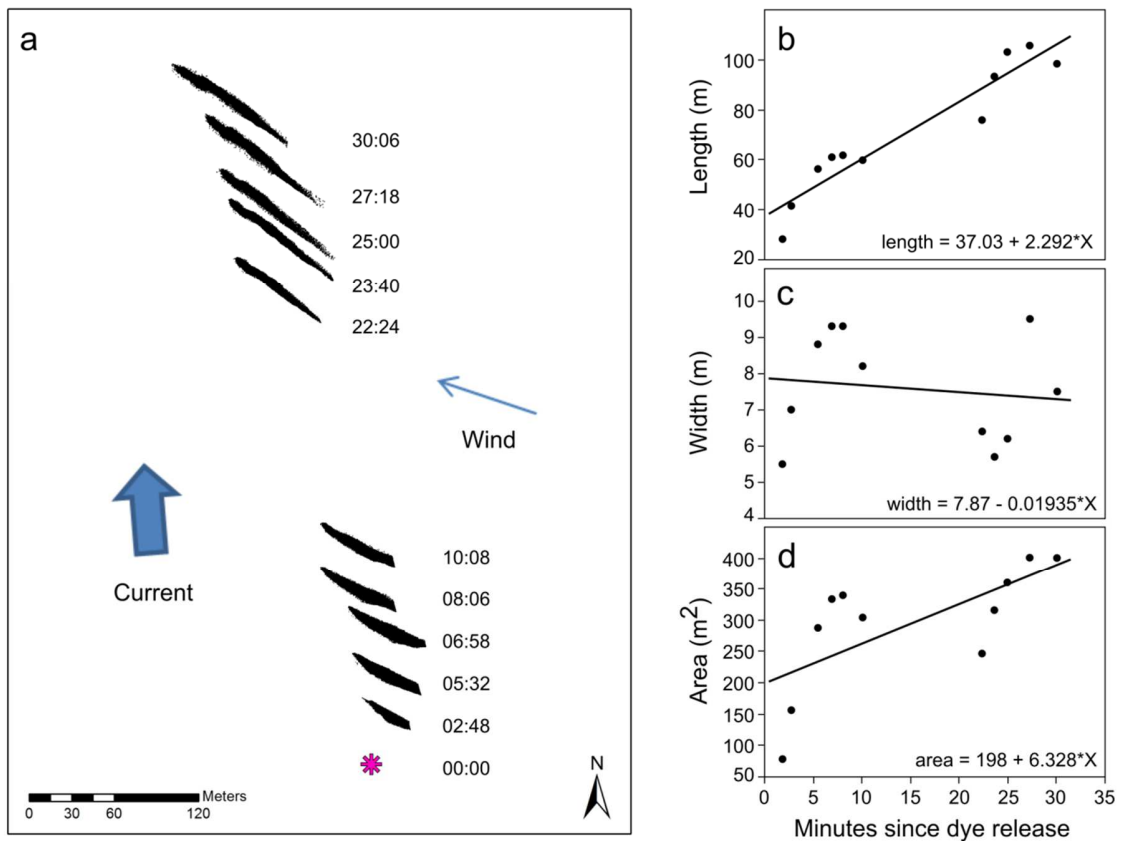 a
30:06
27:18
25:00
23:40
22:24
Wind
Current
10:08
08:06
06:58
05:32
02:48
00:00
N
Meters
0 30 60 120
b
Length (m)
100
80
60
40
20
length = 37.03 + 2.292*X
c
Width (m)
10
9
8
7
6
5
4
width = 7.87 - 0.01935*X
d
Area (m2)
400
350
300
250
200
150
100
50
area = 198 + 6.328*X
0 5 10 15 20 25 30 35
Minutes since dye release